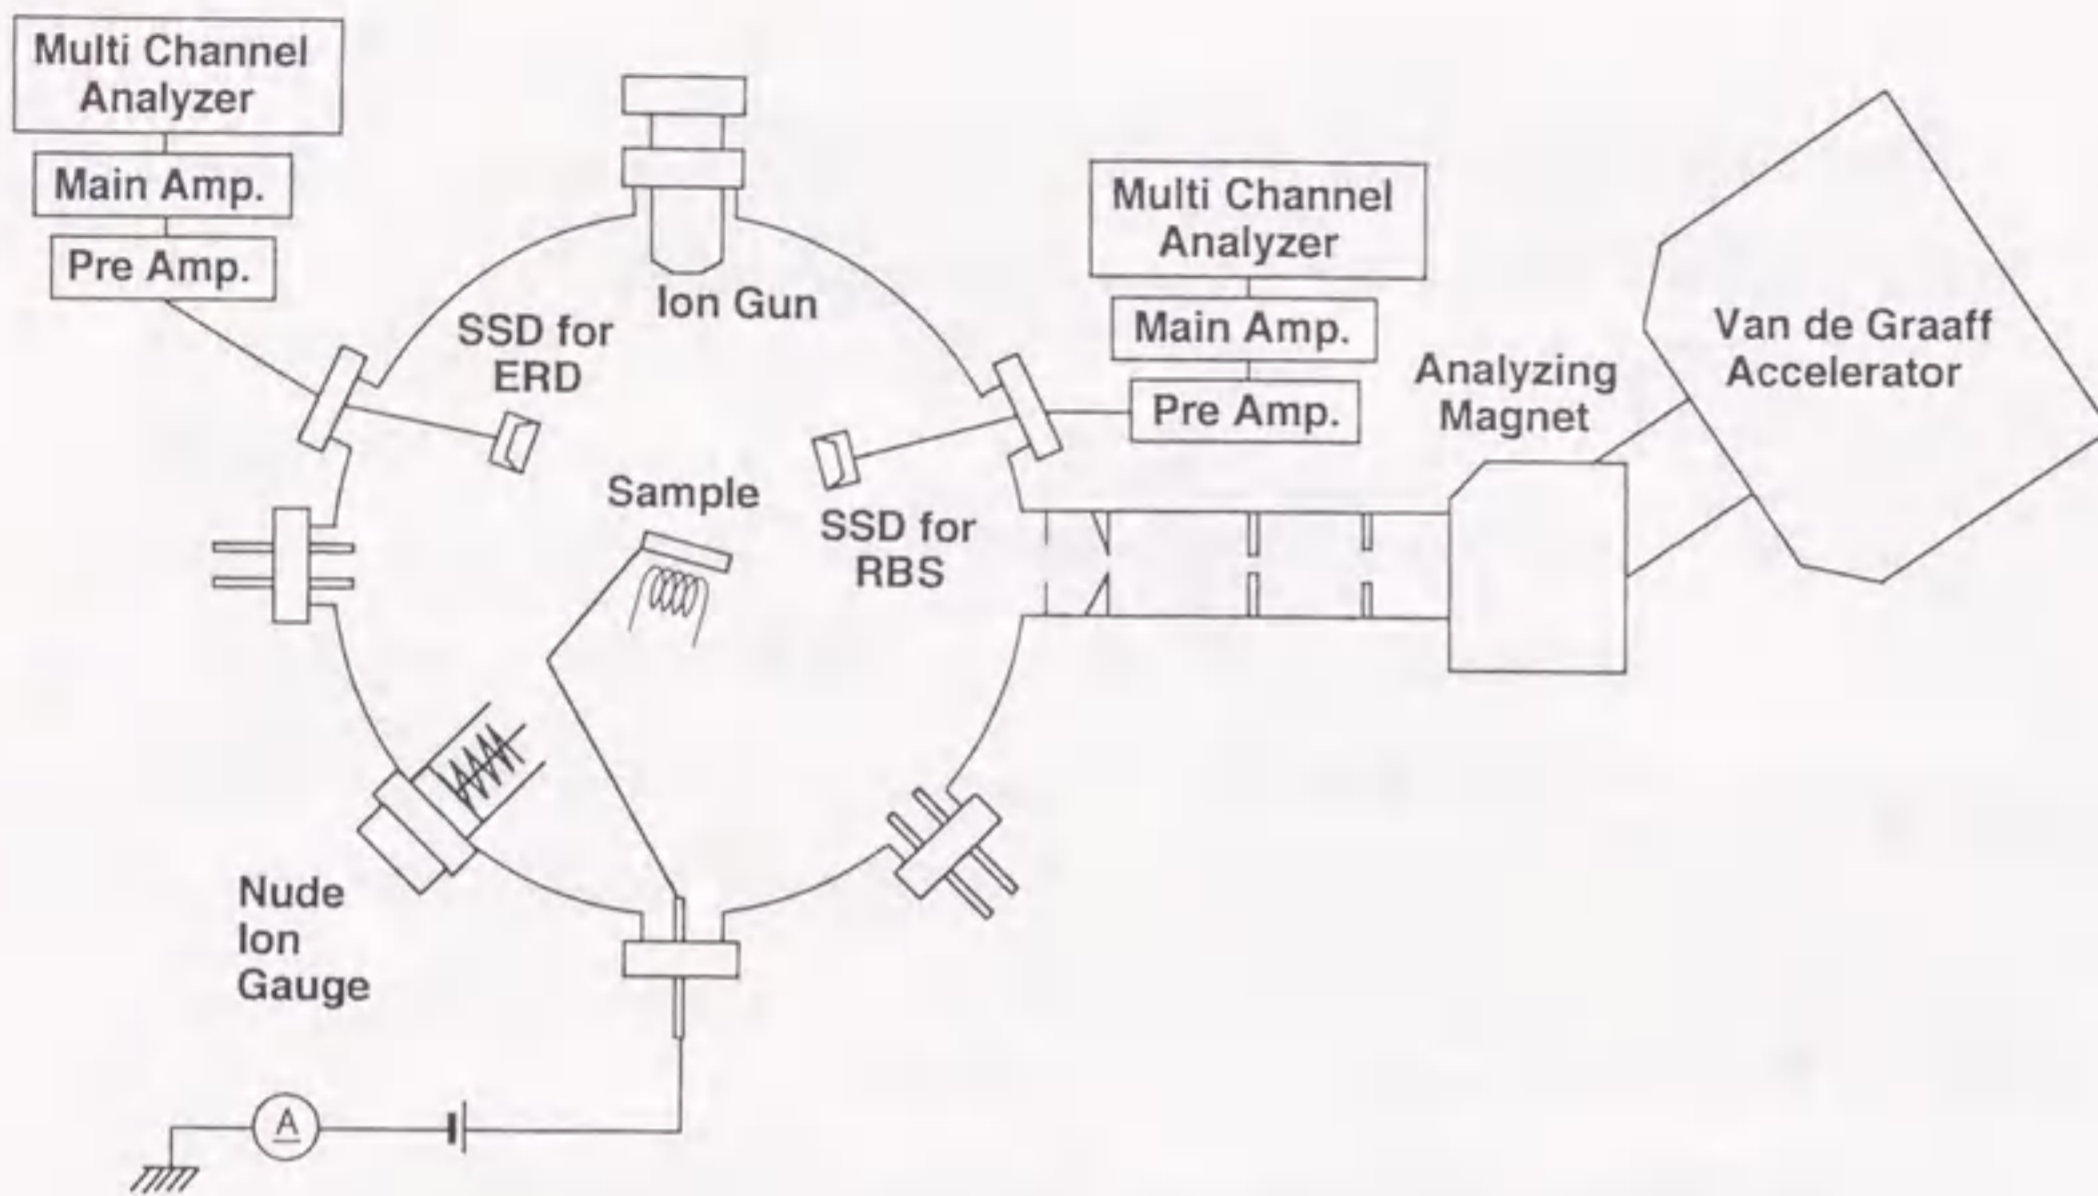 Multi Channel
Analyzer
Main Amp.
Pre Amp.
Ion Gun
SSD for
ERD
Multi Channel
Analyzer
Main Amp.
Pre Amp.
Analyzing
Magnet
Van de Graaff
Accelerator
Sample
SSD for
RBS
Nude
Ion
Gauge
A